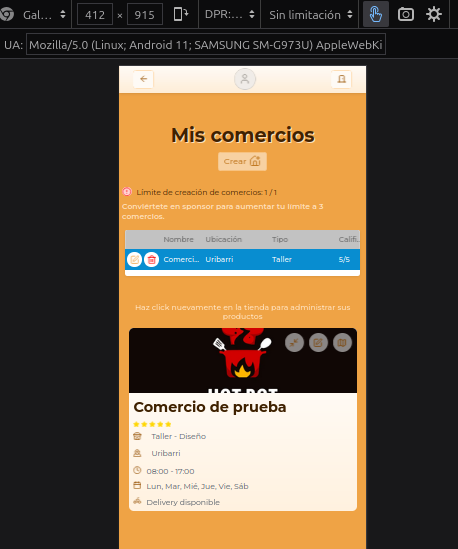 Gal...
412 × 915
DPR:...
Sin limitación
UA: Mozilla/5.0 (Linux; Android 11; SAMSUNG SM-G973U) AppleWebKi
Mis comercios
Crear
Límite de creación de comercios: 1 / 1
Conviértete en sponsor para aumentar tu límite a 3
comercios.
Nombre Ubicación Tipo Califi...
Comerci... Uribarri Taller 5/5
Haz click nuevamente en la tienda para administrar sus
productos
HOT POT
Comercio de prueba
Taller - Diseño
Uribarri
08:00 - 17:00
Lun, Mar, Mié, Jue, Vie, Sáb
Delivery disponible